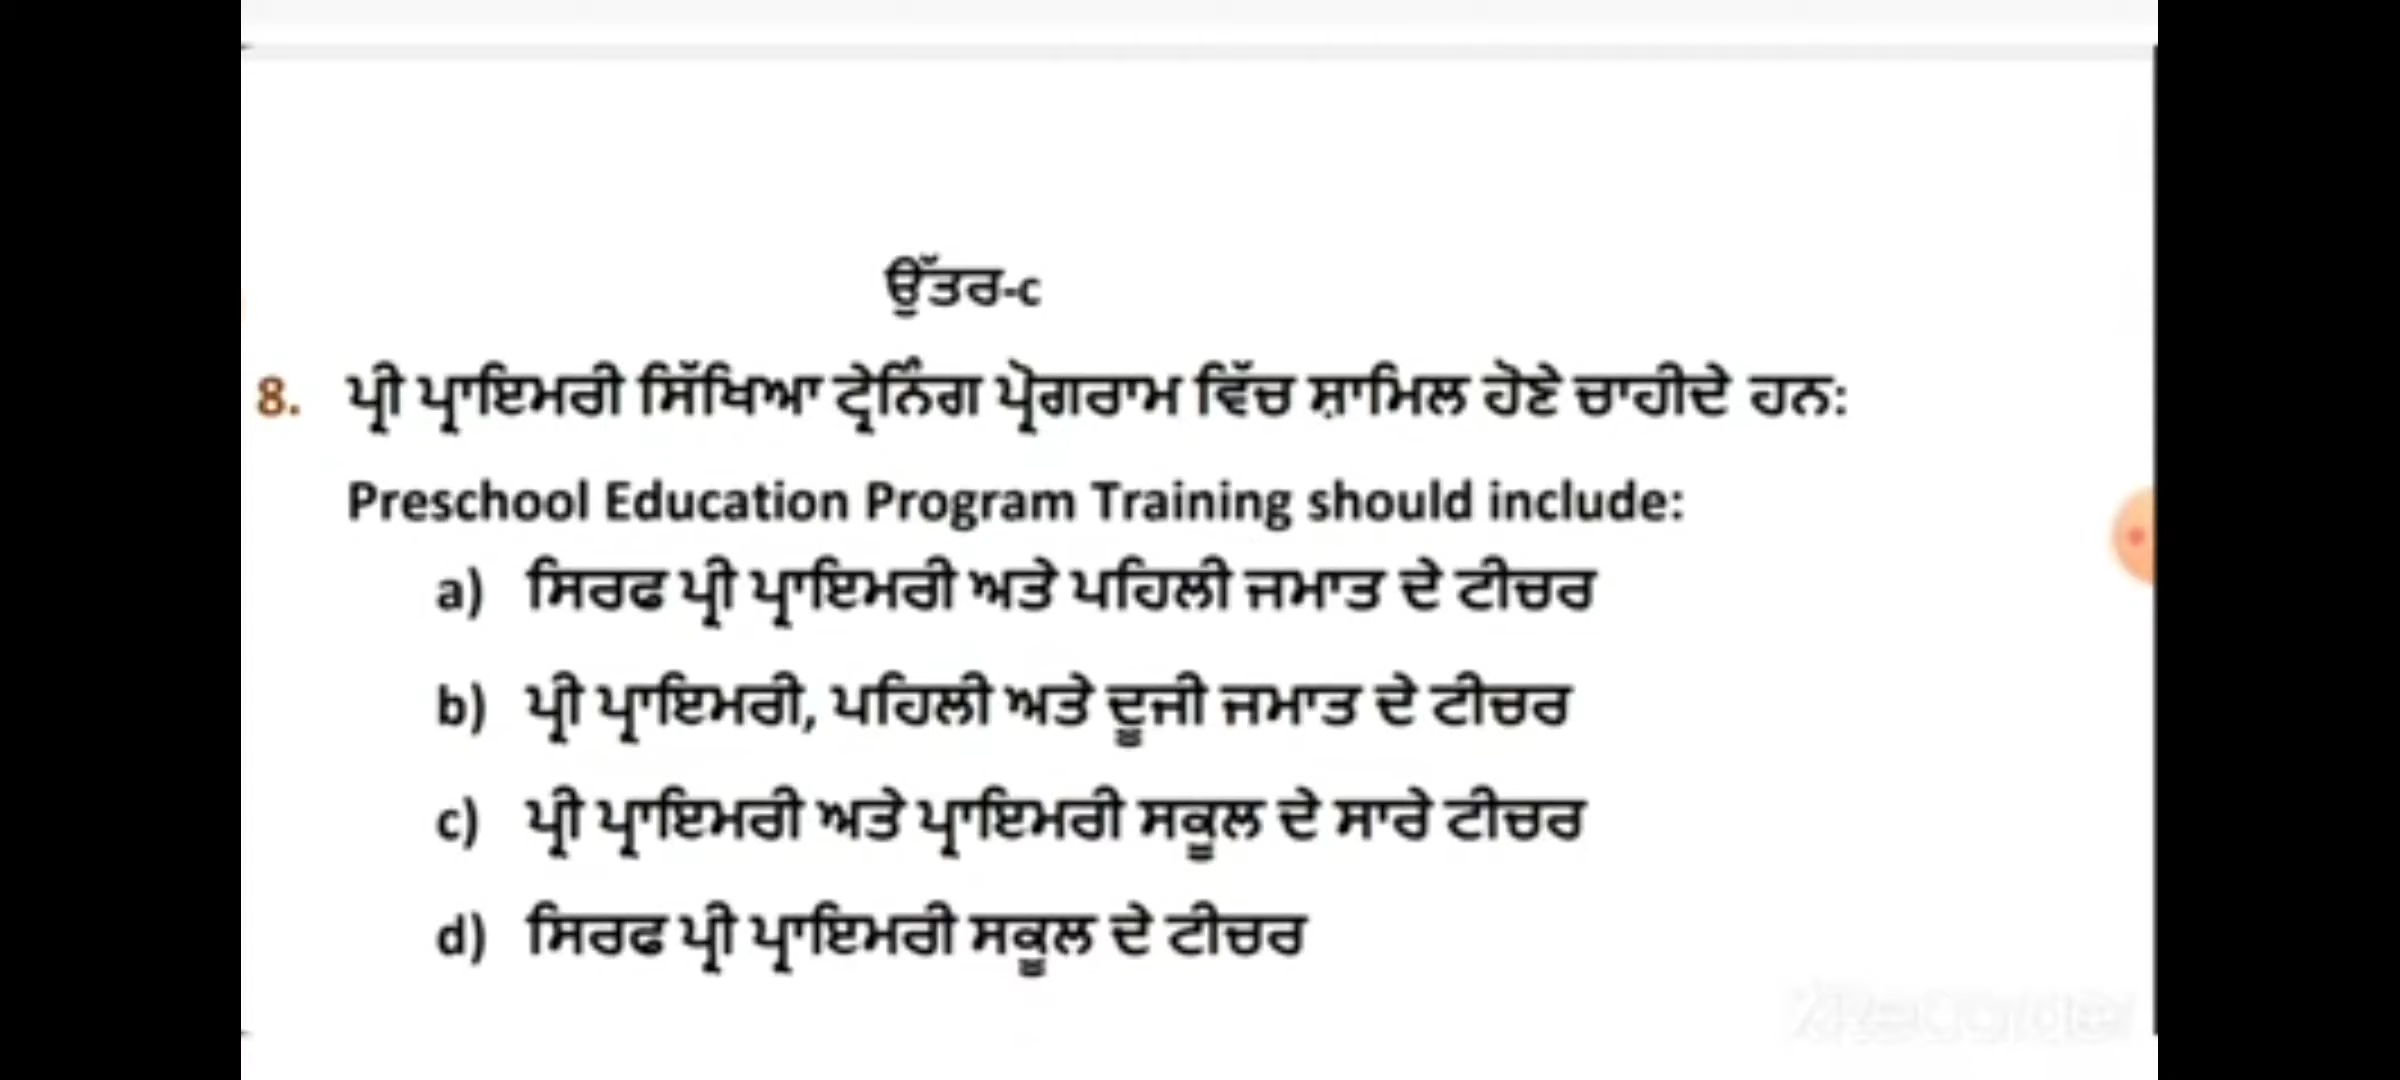 ਉੱਤਰ-c
8. ਪ੍ਰੀ ਪ੍ਰਾਇਮਰੀ ਸਿੱਖਿਆ ਟ੍ਰੇਨਿੰਗ ਪ੍ਰੋਗਰਾਮ ਵਿੱਚ ਸ਼ਾਮਿਲ ਹੋਣੇ ਚਾਹੀਦੇ ਹਨ:
Preschool Education Program Training should include:
a) ਸਿਰਫ ਪ੍ਰੀ ਪ੍ਰਾਇਮਰੀ ਅਤੇ ਪਹਿਲੀ ਜਮਾਤ ਦੇ ਟੀਚਰ
b) ਪ੍ਰੀ ਪ੍ਰਾਇਮਰੀ, ਪਹਿਲੀ ਅਤੇ ਦੂਜੀ ਜਮਾਤ ਦੇ ਟੀਚਰ
c) ਪ੍ਰੀ ਪ੍ਰਾਇਮਰੀ ਅਤੇ ਪ੍ਰਾਇਮਰੀ ਸਕੂਲ ਦੇ ਸਾਰੇ ਟੀਚਰ
d) ਸਿਰਫ ਪ੍ਰੀ ਪ੍ਰਾਇਮਰੀ ਸਕੂਲ ਦੇ ਟੀਚਰ